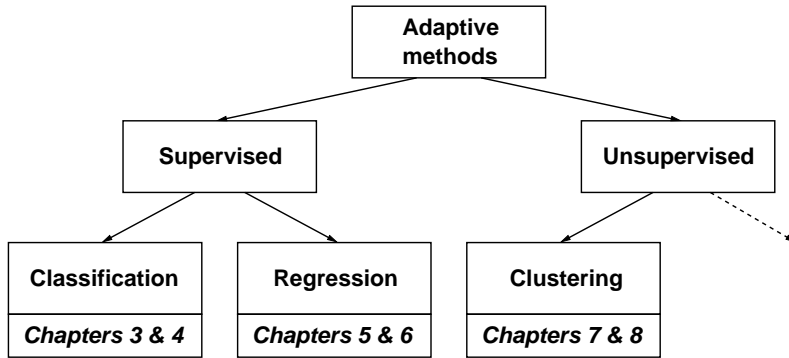 Adaptive
methods
Supervised
Unsupervised
Classification
Regression
Clustering
Chapters 3 & 4
Chapters 5 & 6
Chapters 7 & 8